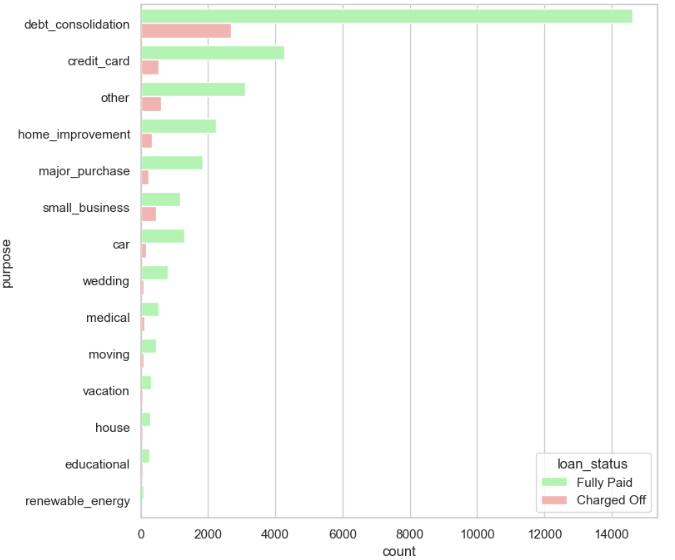 debt_consolidation
credit_card
other
home_improvement
major_purchase
small_business
car
wedding
medical
moving
vacation
house
educational
renewable_energy
purpose
loan_status
Fully Paid
Charged Off
0 2000 4000 6000 8000 10000 12000 14000
count